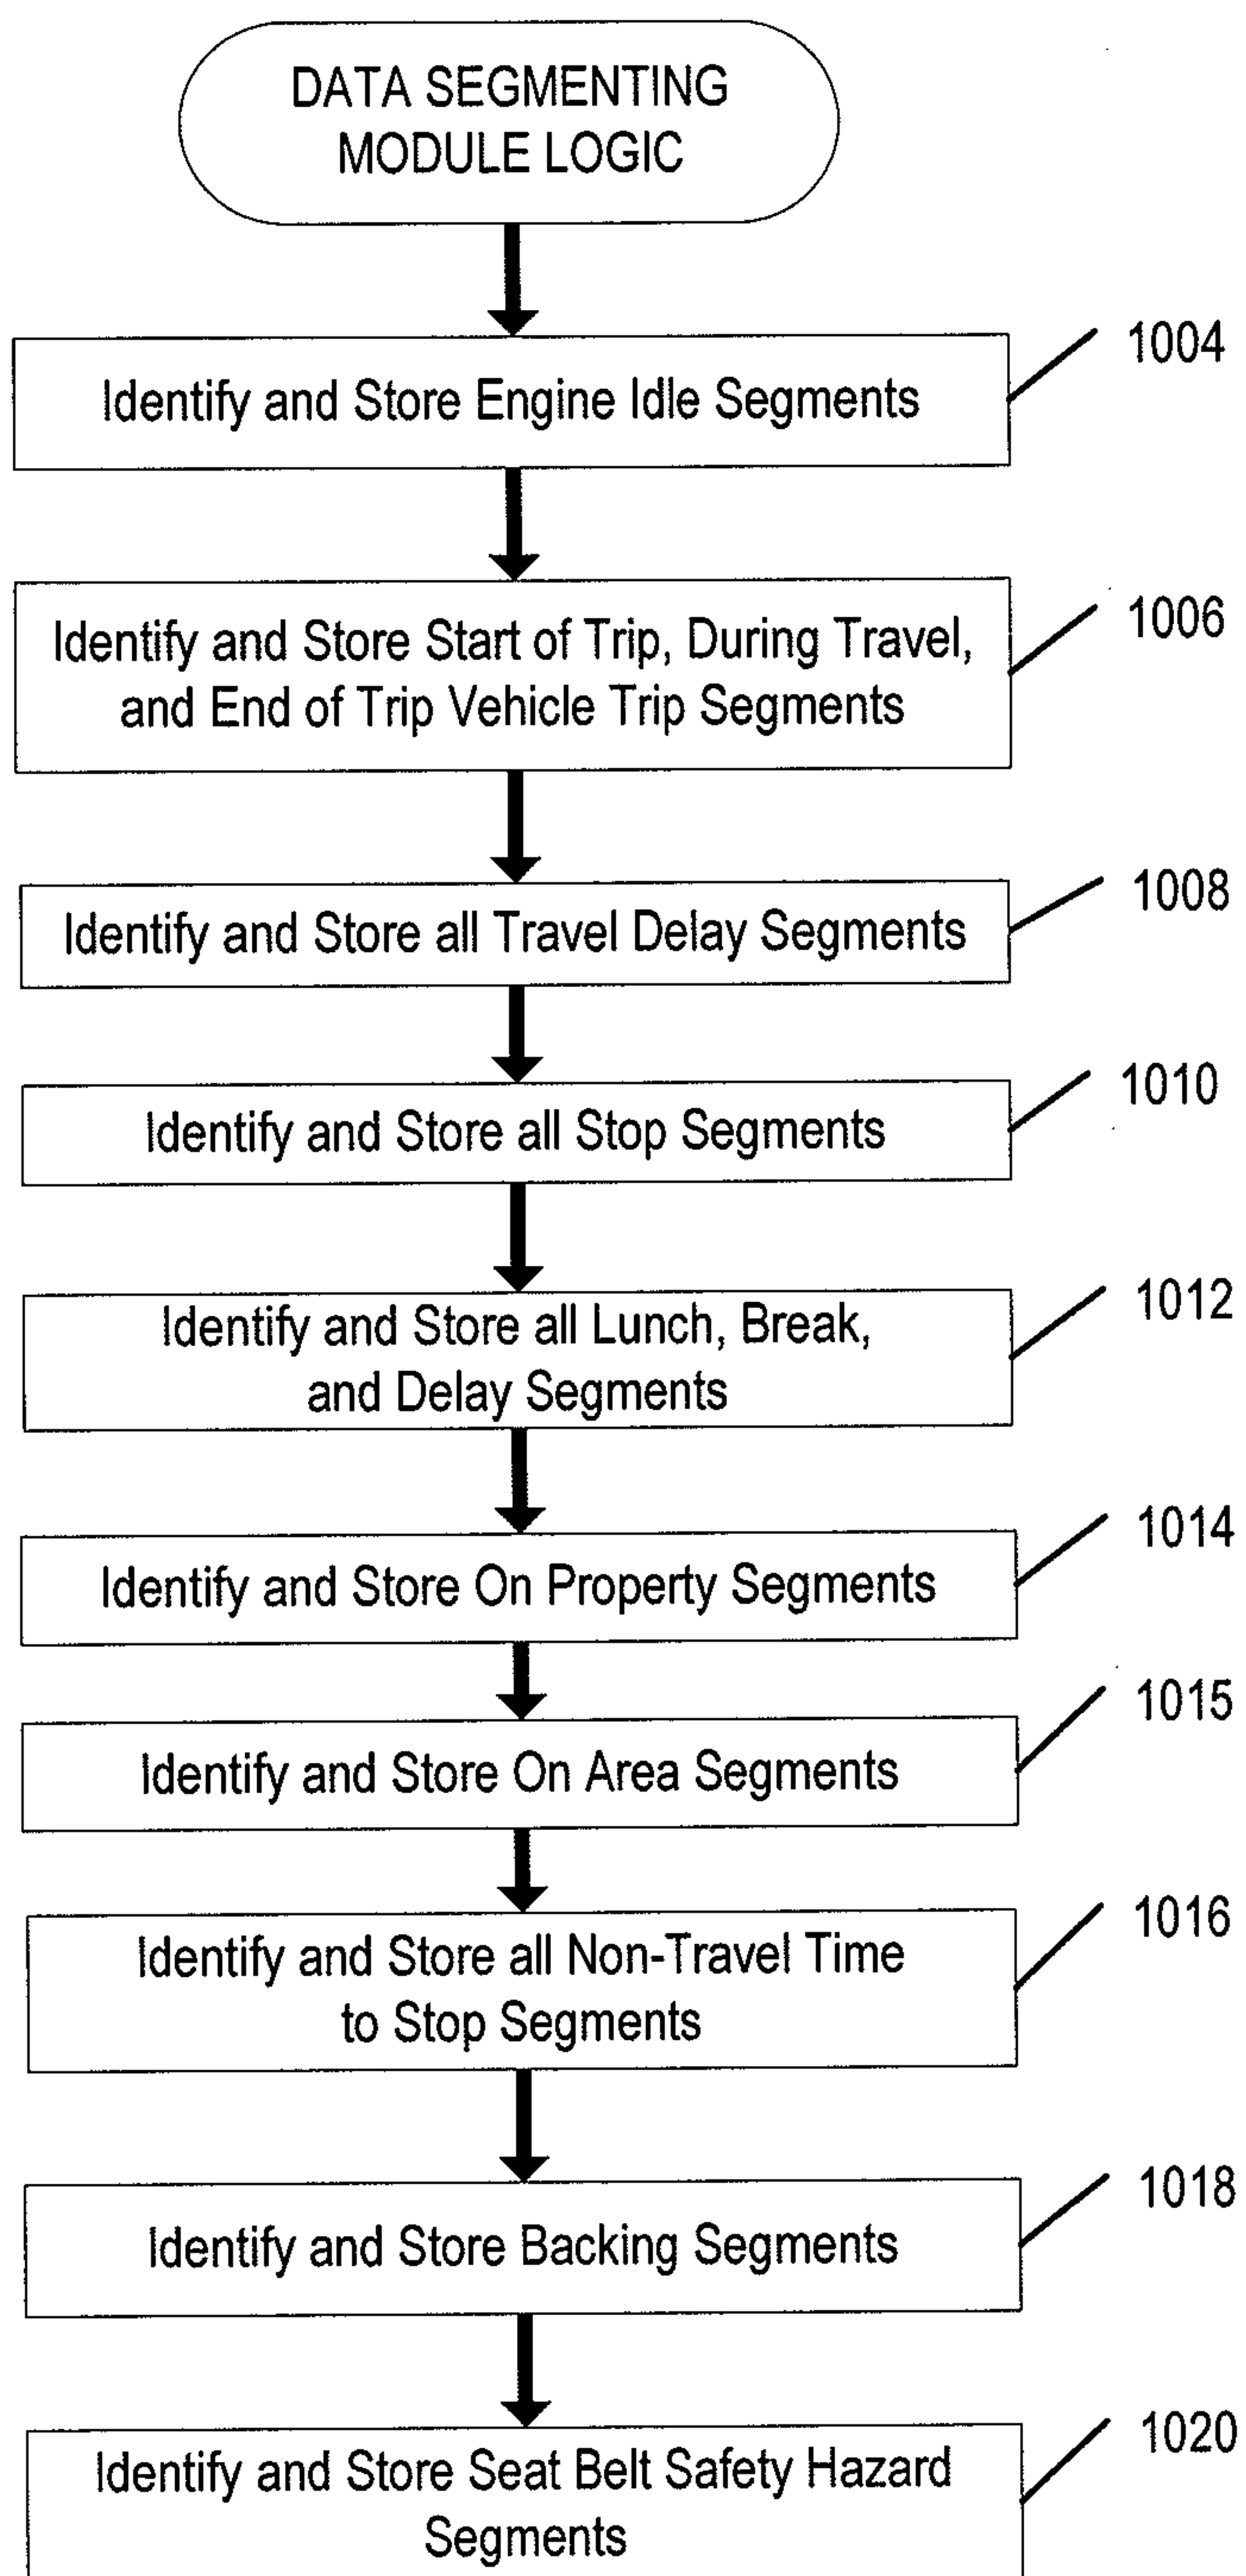 DATA SEGMENTING
MODULE LOGIC
1004
Identify and Store Engine Idle Segments
1006
Identify and Store Start of Trip, During Travel,
and End of Trip Vehicle Trip Segments
1008
Identify and Store all Travel Delay Segments
1010
Identify and Store all Stop Segments
1012
Identify and Store all Lunch, Break,
and Delay Segments
1014
Identify and Store On Property Segments
1015
Identify and Store On Area Segments
1016
Identify and Store all Non-Travel Time
to Stop Segments
1018
Identify and Store Backing Segments
1020
Identify and Store Seat Belt Safety Hazard
Segments